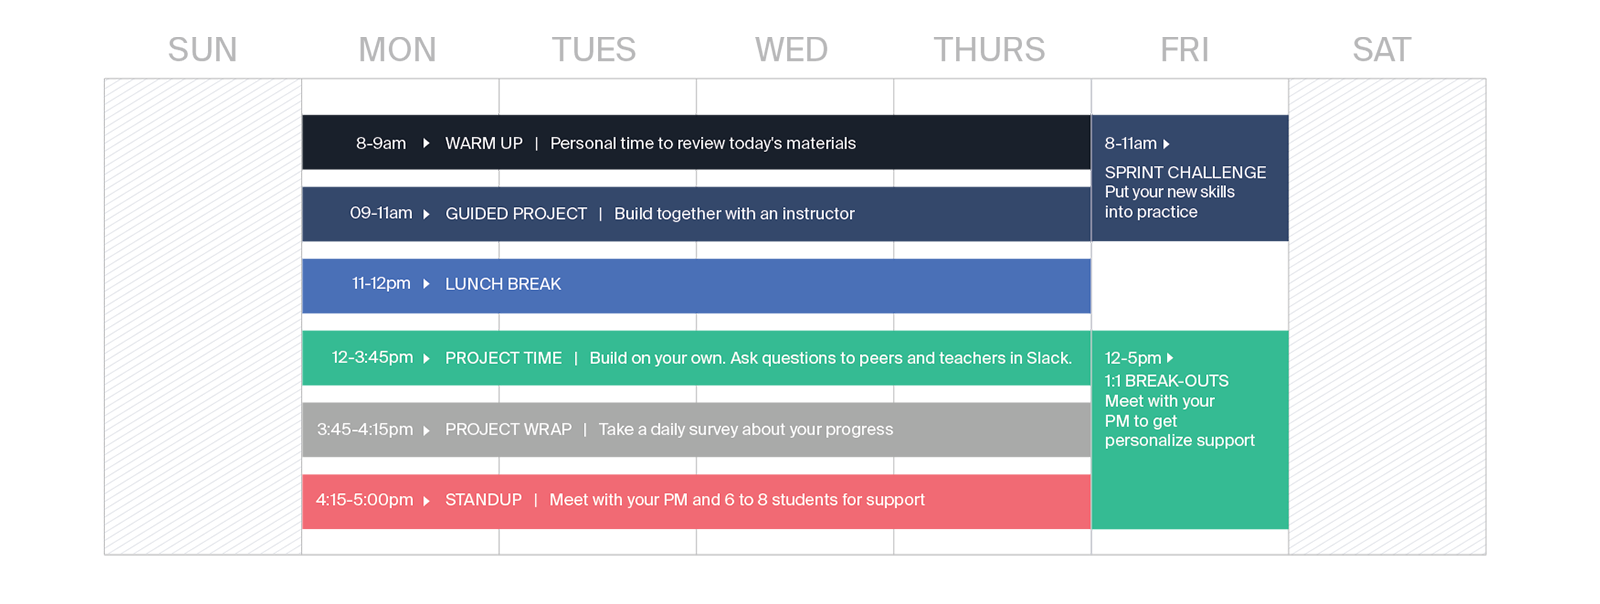 SUN MON TUES WED THURS FRI SAT
8-9am WARM UP | Personal time to review today's materials
09-11am GUIDED PROJECT | Build together with an instructor
11-12pm LUNCH BREAK
12-3:45pm PROJECT TIME | Build on your own. Ask questions to peers and teachers in Slack.
3:45-4:15pm PROJECT WRAP | Take a daily survey about your progress
4:15-5:00pm STANDUP | Meet with your PM and 6 to 8 students for support
8-11am
SPRINT CHALLENGE
Put your new skills
into practice
12-5pm
1:1 BREAK-OUTS
Meet with your
PM to get
personalize support